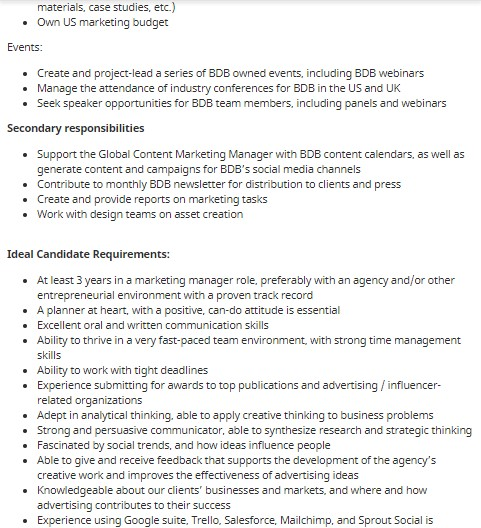 materials, case studies, etc.)
• Own US marketing budget
Events:
• Create and project-lead a series of BDB owned events, including BDB webinars
• Manage the attendance of industry conferences for BDB in the US and UK
• Seek speaker opportunities for BDB team members, including panels and webinars
Secondary responsibilities
• Support the Global Content Marketing Manager with BDB content calendars, as well as
generate content and campaigns for BDB's social media channels
• Contribute to monthly BDB newsletter for distribution to clients and press
• Create and provide reports on marketing tasks
• Work with design teams on asset creation
Ideal Candidate Requirements:
• At least 3 years in a marketing manager role, preferably with an agency and/or other
entrepreneurial environment with a proven track record
• A planner at heart, with a positive, can-do attitude is essential
• Excellent oral and written communication skills
• Ability to thrive in a very fast-paced team environment, with strong time management
skills
• Ability to work with tight deadlines
• Experience submitting for awards to top publications and advertising / influencer-
related organizations
• Adept in analytical thinking, able to apply creative thinking to business problems
• Strong and persuasive communicator, able to synthesize research and strategic thinking
• Fascinated by social trends, and how ideas influence people
• Able to give and receive feedback that supports the development of the agency's
creative work and improves the effectiveness of advertising ideas
• Knowledgeable about our clients' businesses and markets, and where and how
advertising contributes to their success
• Experience using Google suite, Trello, Salesforce, Mailchimp, and Sprout Social is